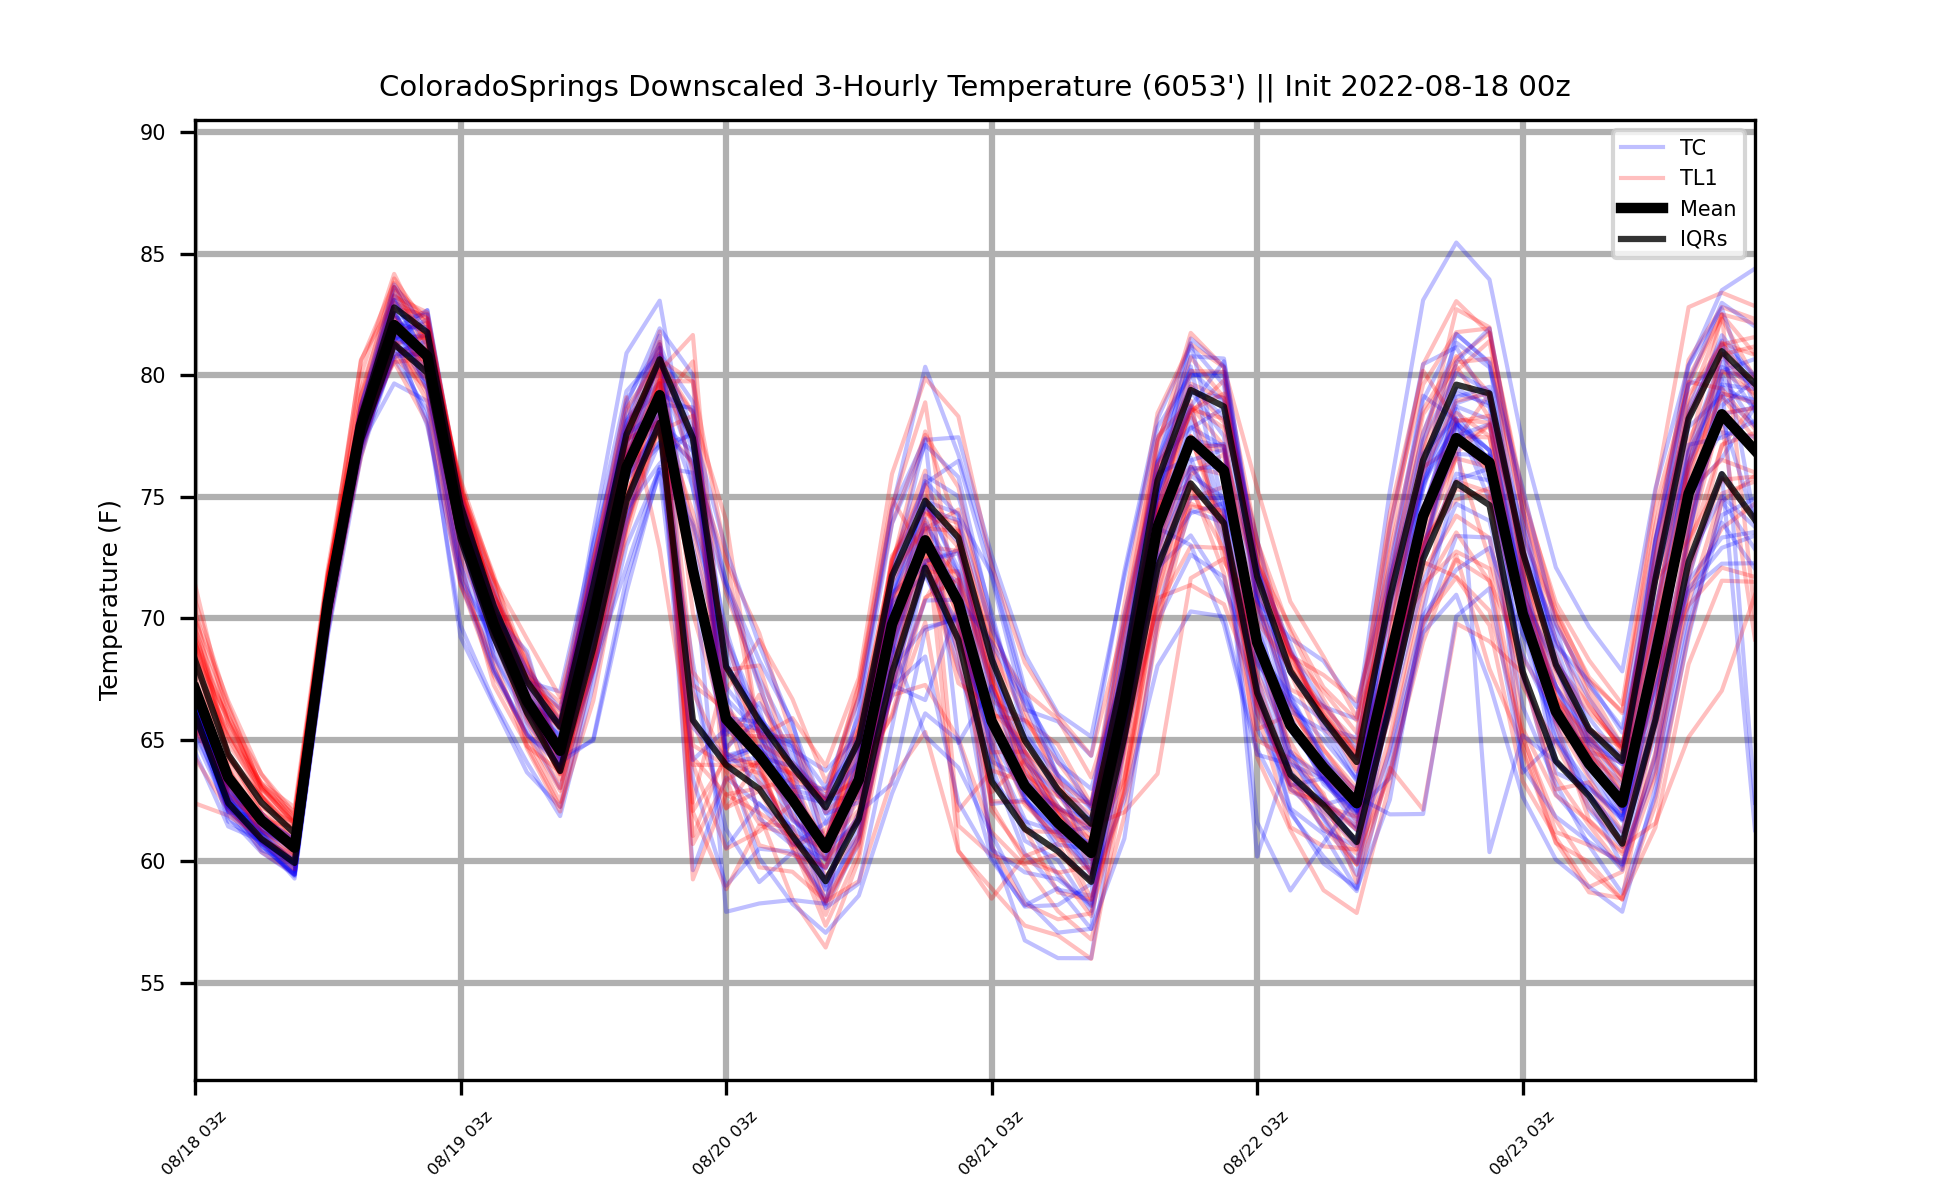 ColoradoSprings Downscaled 3-Hourly Temperature (6053') || Init 2022-08-18 00z
90
85
80
75
70
65
60
55
Temperature (F)
TC
TL1
Mean
IQRs
08/18 03z
08/19 03z
08/20 03z
08/21 03z
08/22 03z
08/23 03z